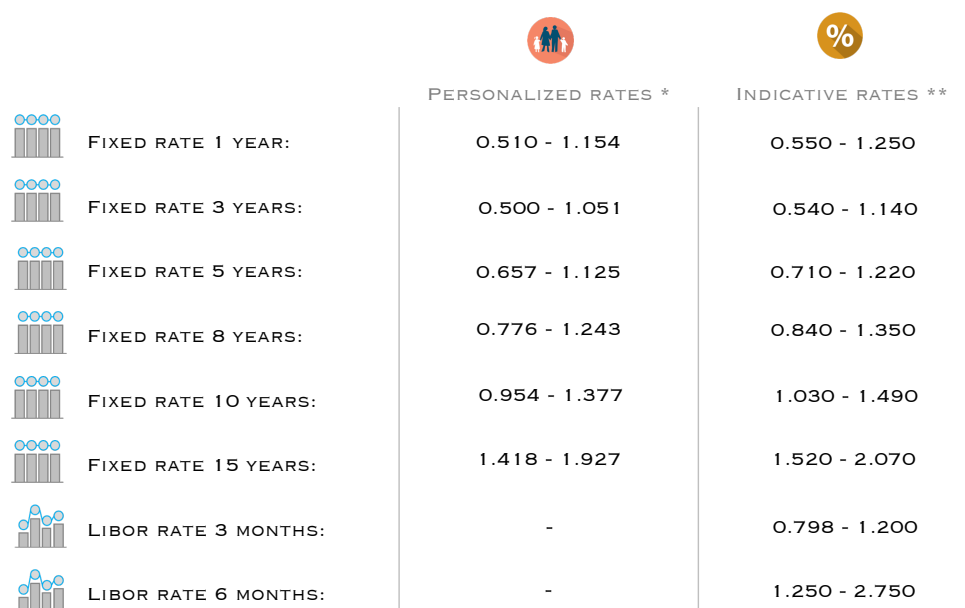 %
PERSONALIZED RATES * INDICATIVE RATES **
FIXED RATE 1 YEAR: 0.510 - 1.154 0.550 - 1.250
FIXED RATE 3 YEARS: 0.500 - 1.051 0.540 - 1.140
FIXED RATE 5 YEARS: 0.657 - 1.125 0.710 - 1.220
FIXED RATE 8 YEARS: 0.776 - 1.243 0.840 - 1.350
FIXED RATE 10 YEARS: 0.954 - 1.377 1.030 - 1.490
FIXED RATE 15 YEARS: 1.418 - 1.927 1.520 - 2.070
LIBOR RATE 3 MONTHS: - 0.798 - 1.200
LIBOR RATE 6 MONTHS: - 1.250 - 2.750